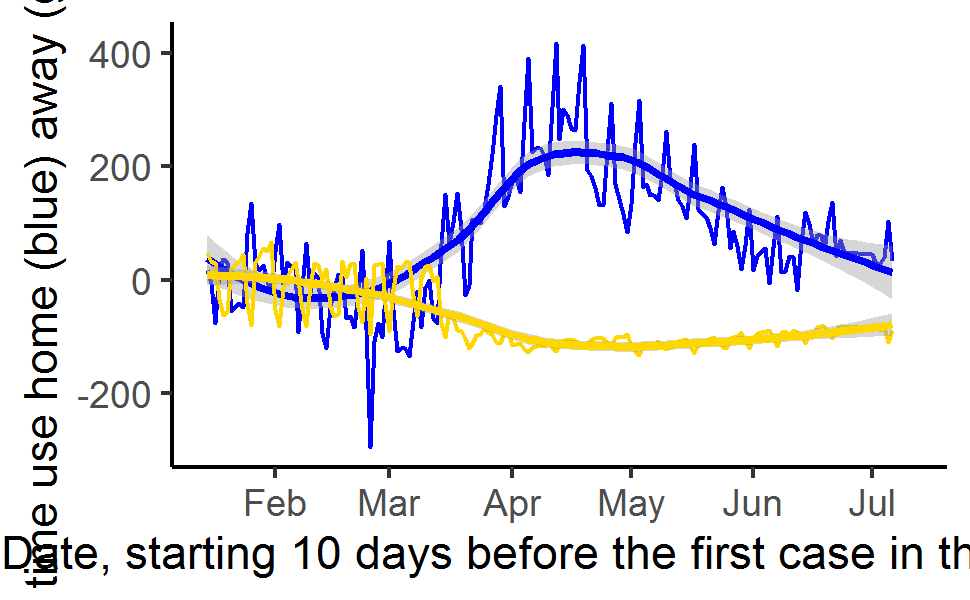 time use home (blue) away (
400
200
0
-200
Feb Mar Apr May Jun Jul
Date, starting 10 days before the first case in th